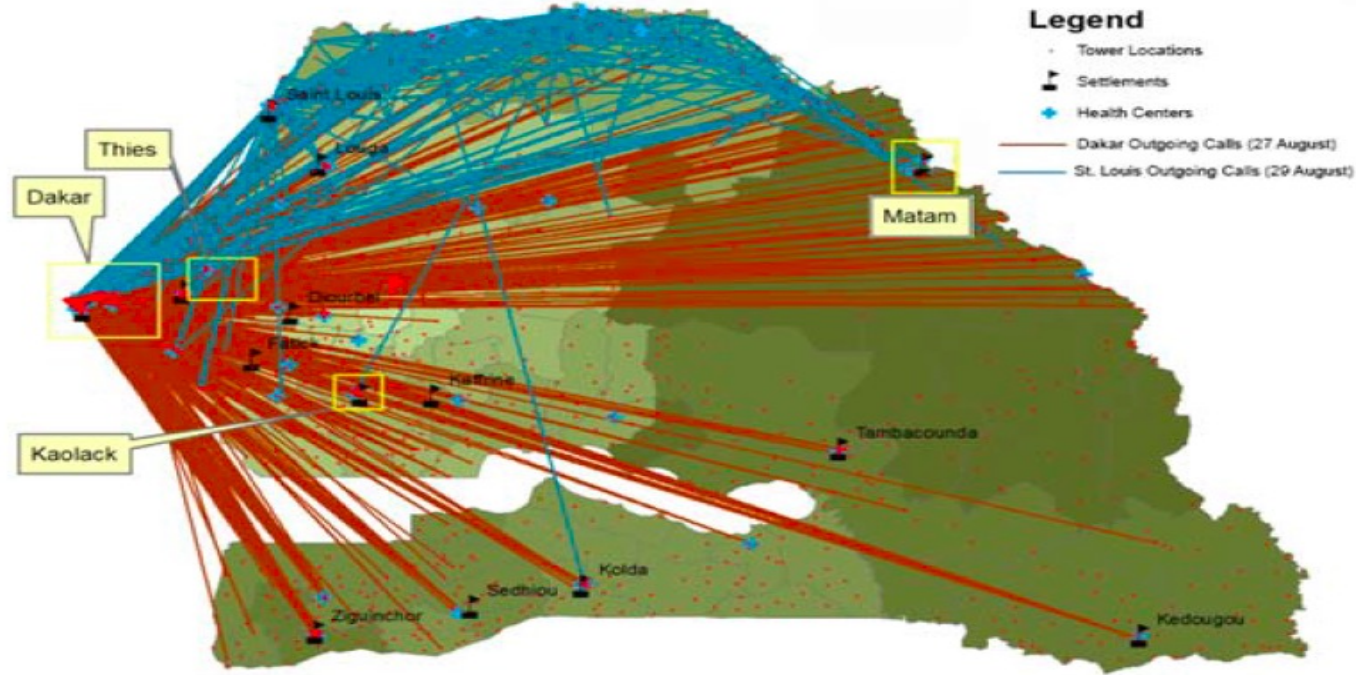 Legend
Tower Locations
Settlements
Health Centers
Dakar Outgoing Calls (27 August)
St. Louis Outgoing Calls (29 August)
Saint Louis
Thies
Louga
Dakar
Matam
Diourbel
Fatick
Kaffrine
Kaolack
Tambacounda
Kolda
Sedhiou
Ziguinchor
Kedougou